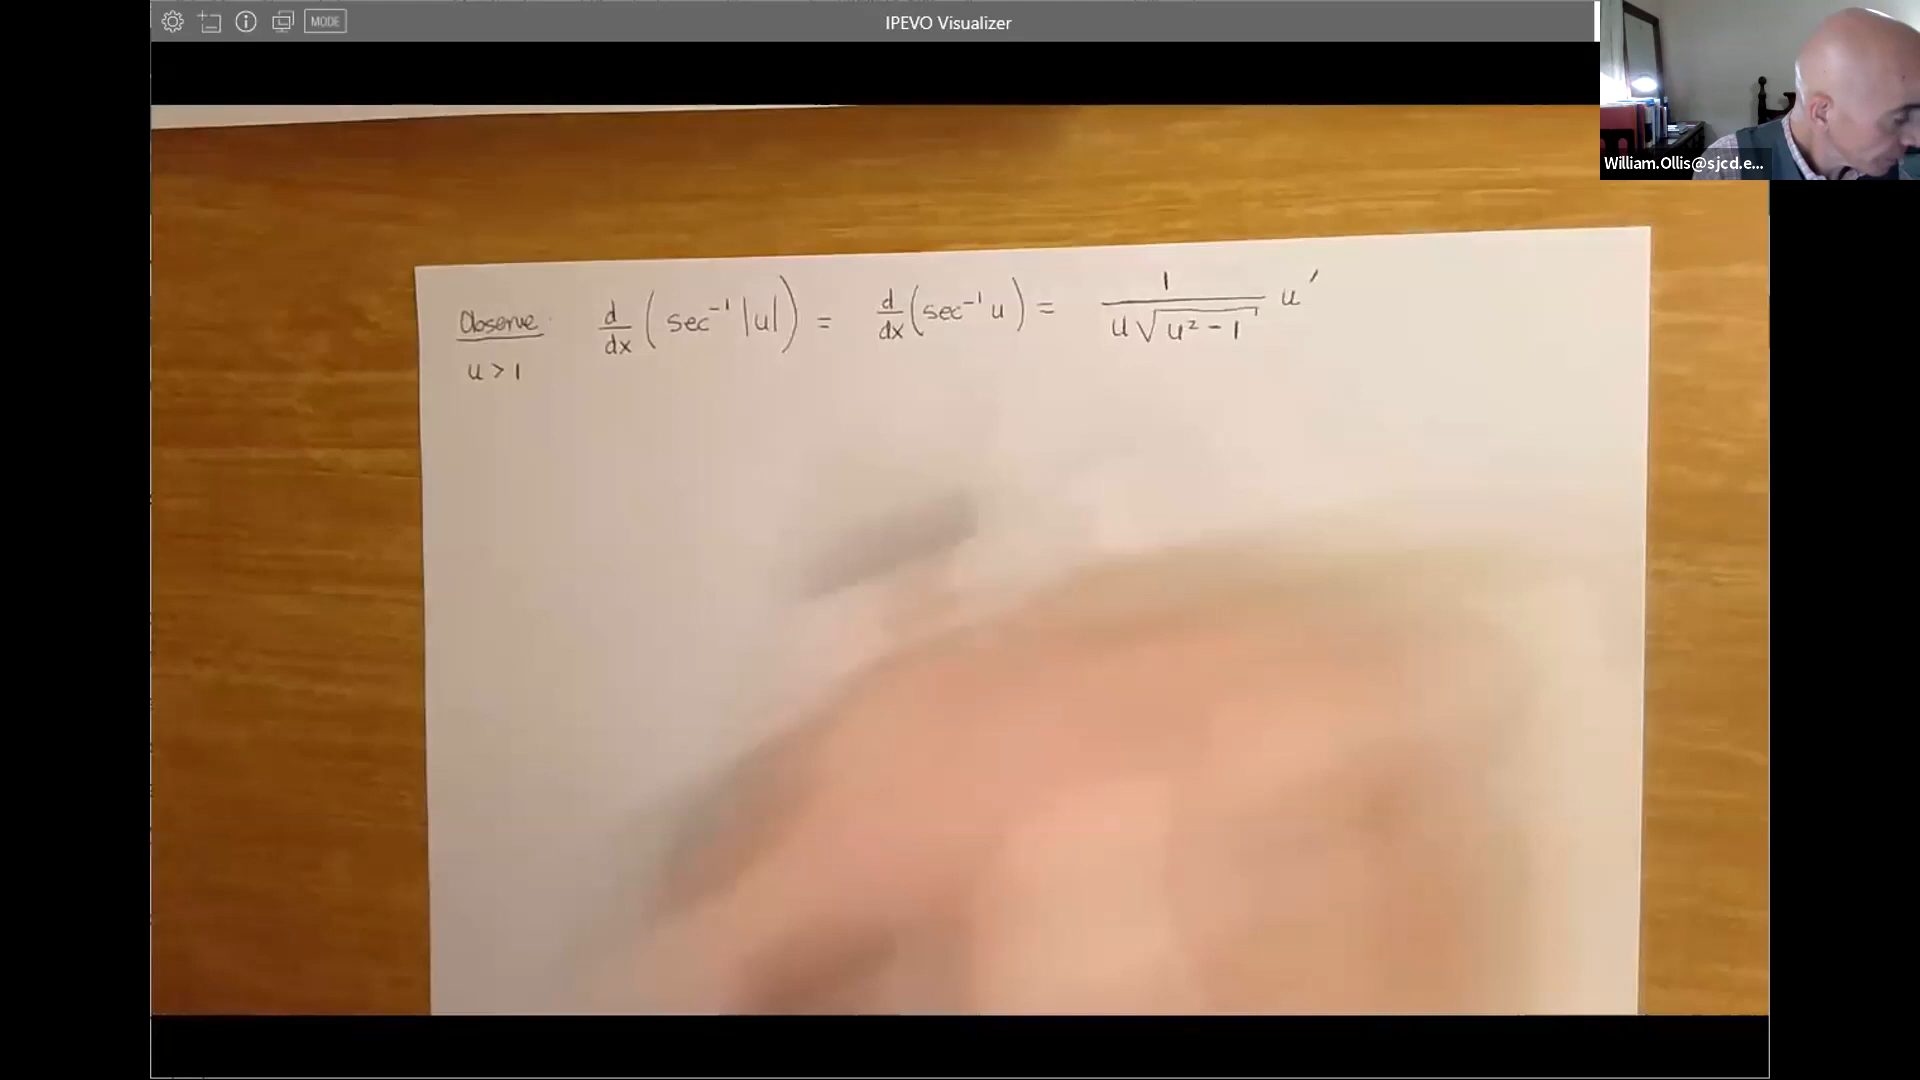 MODE
IPEVO Visualizer
William.Ollis@sjcd.e...
Observe d/dx ( sec⁻¹ |u| ) = d/dx ( sec⁻¹ u ) = 1 / (u √(u² - 1)) u′
u > 1